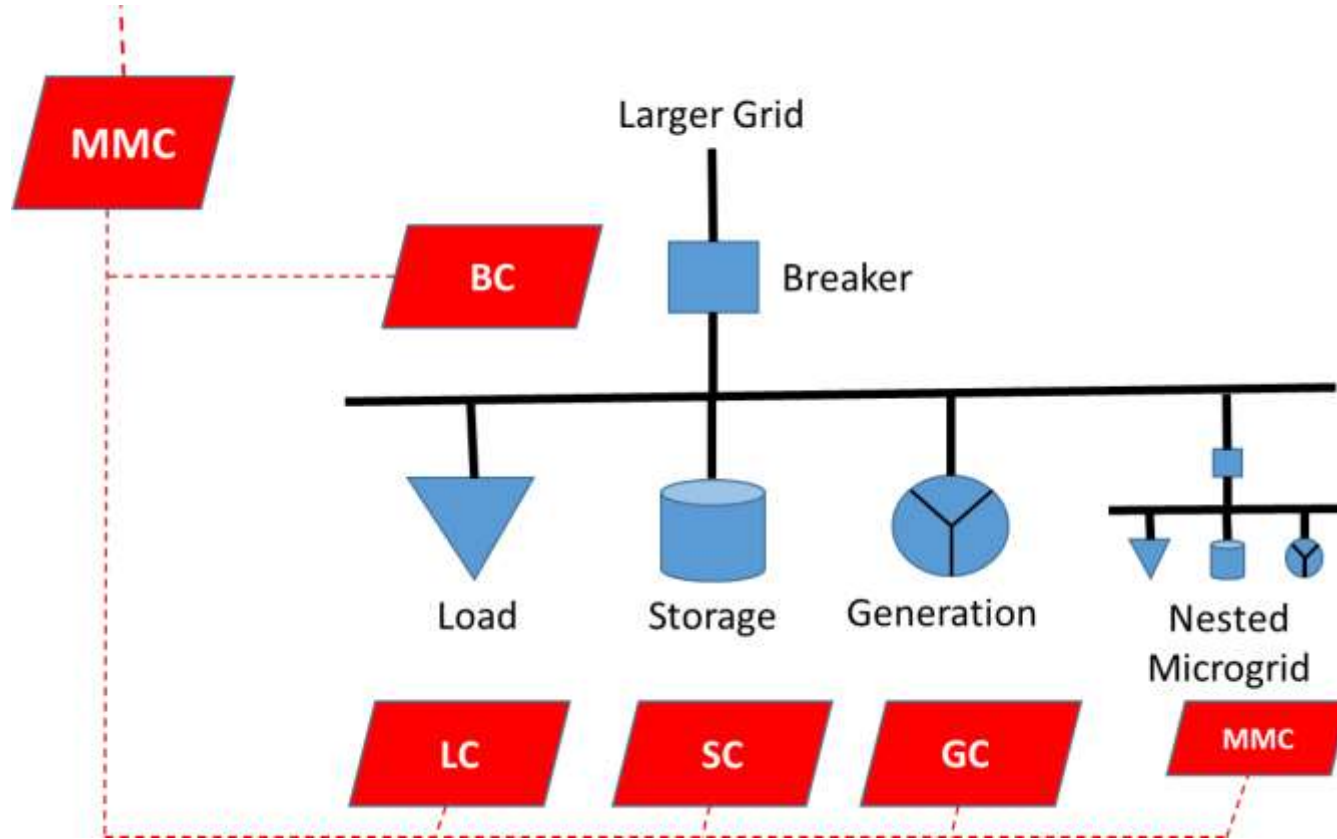 MMC
Larger Grid
BC
Breaker
Load
Storage
Generation
Nested
Microgrid
LC
SC
GC
MMC